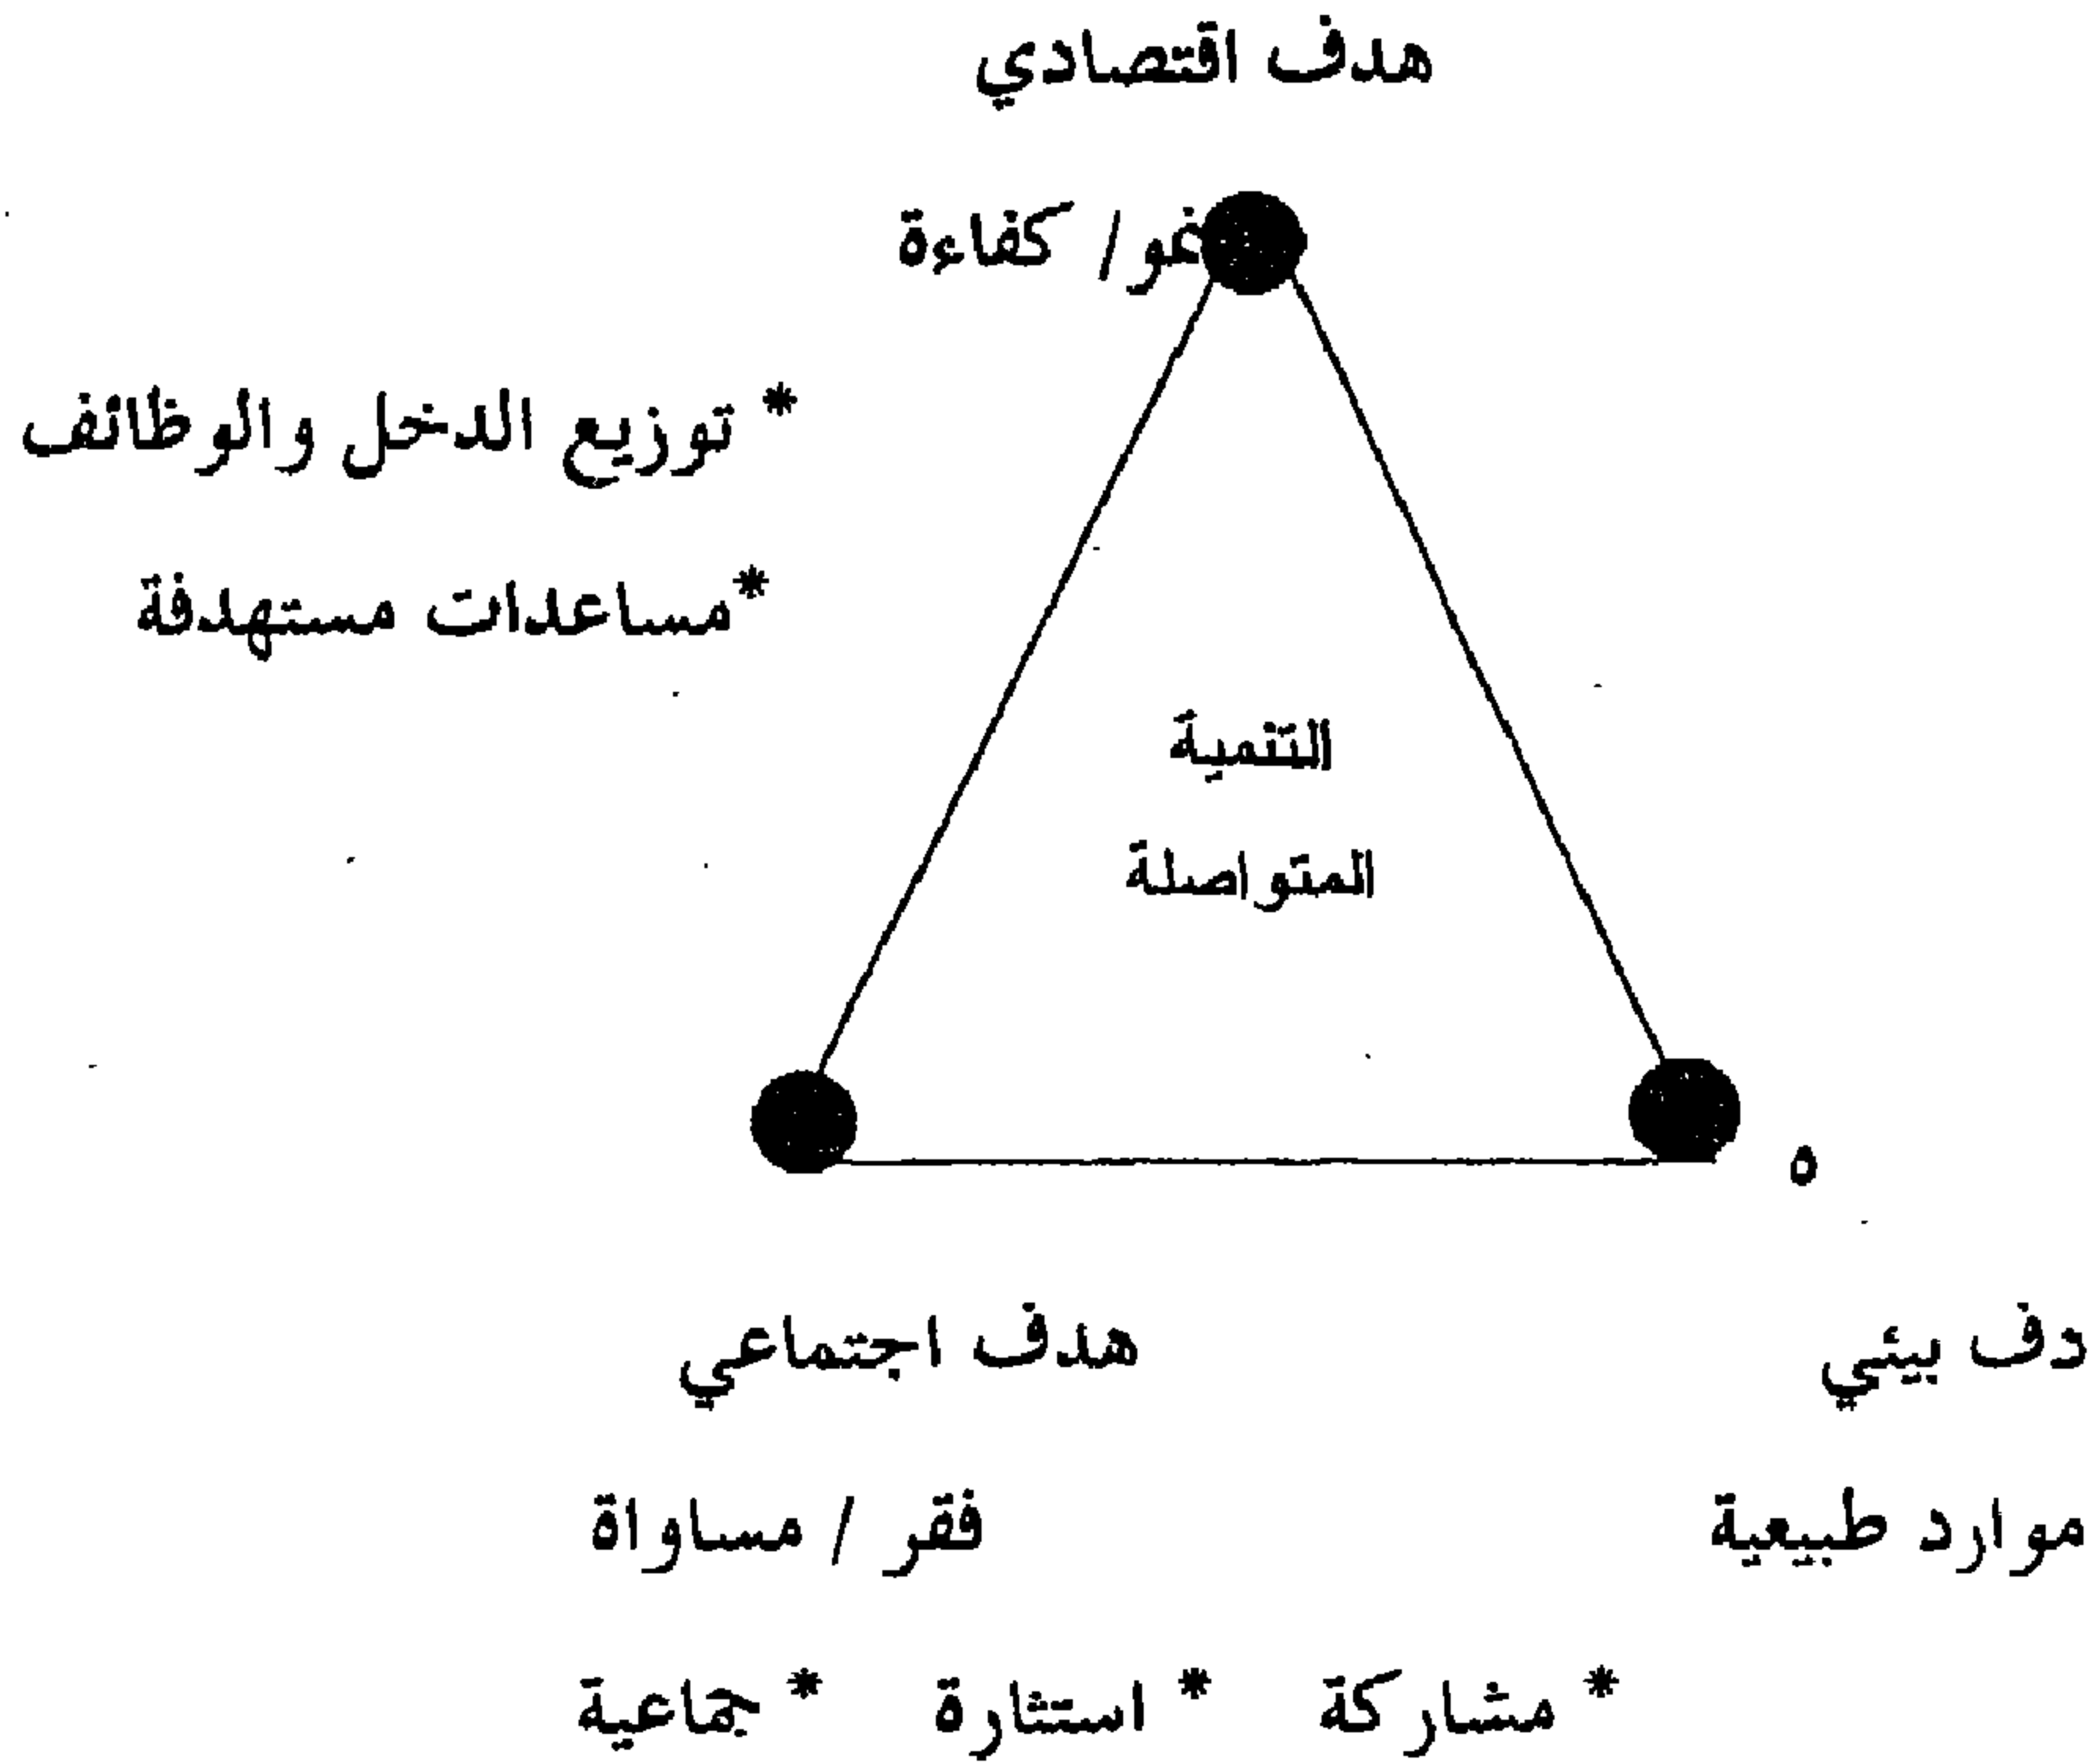 هدف اقتصادي
نمو/ كفاءة
* توزيع الدخل والوظائف
*مساعدات مستهدفة
التنمية
المتواصلة
ه
هدف اجتماعي
دف بيئي
فقر / مساواة
موارد طبيعية
* مشاركة * استشارة * جماعية